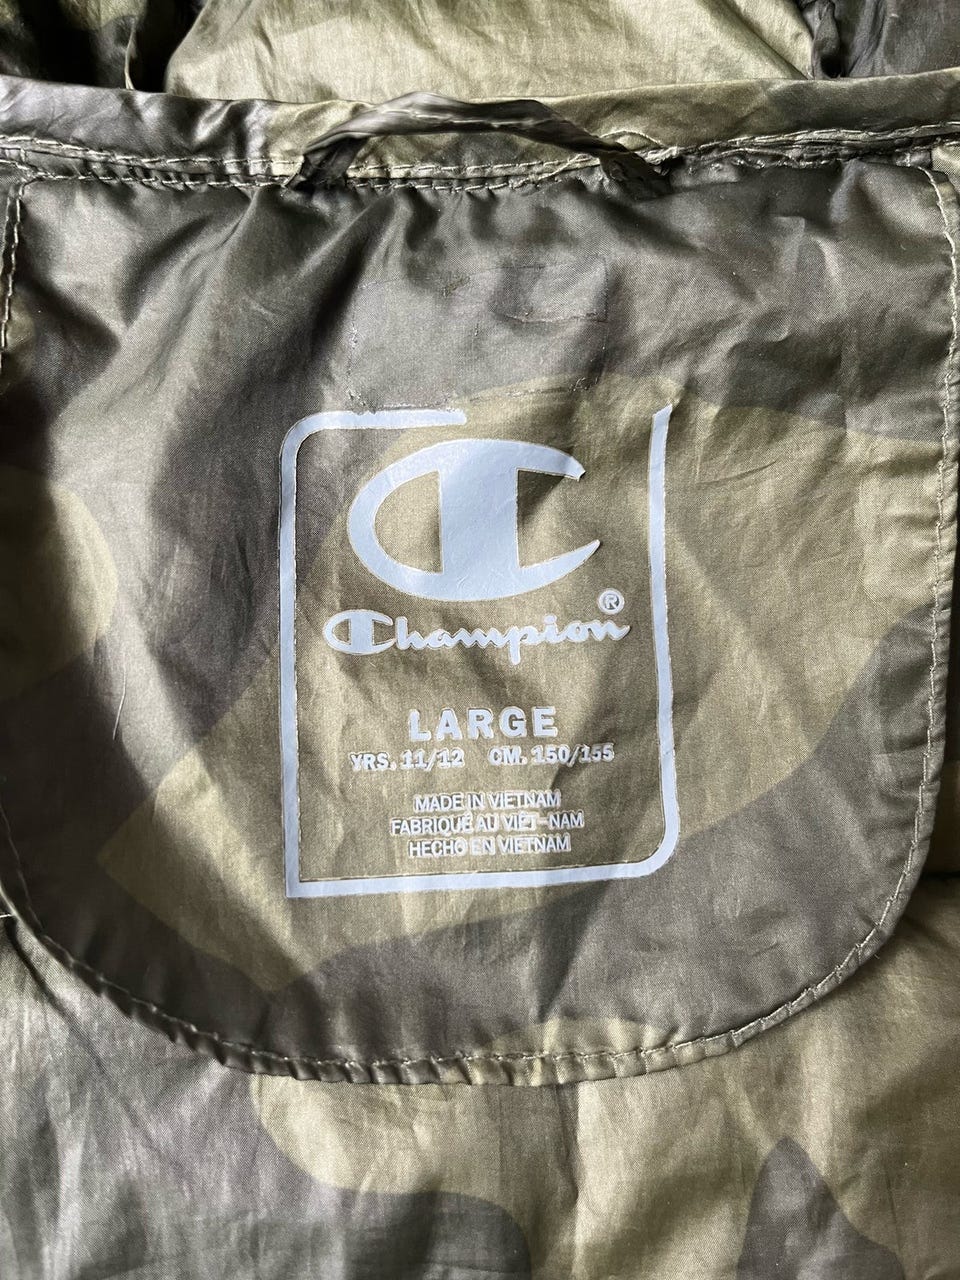 Champion®
LARGE
YRS. 11/12 CM. 150/155
MADE IN VIETNAM
FABRIQUÉ AU VIÊT-NAM
HECHO EN VIETNAM